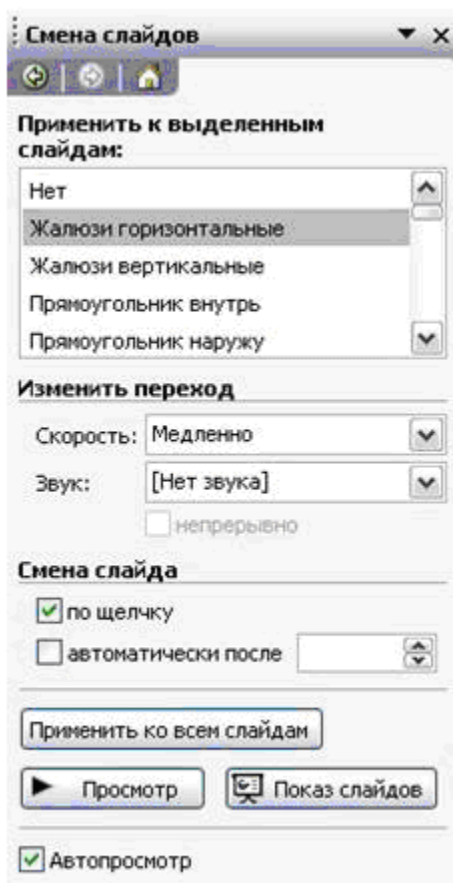 Смена слайдов
Применить к выделенным
слайдам:
Нет
Жалюзи горизонтальные
Жалюзи вертикальные
Прямоугольник внутрь
Прямоугольник наружу
Изменить переход
Скорость: Медленно
Звук: [Нет звука]
непрерывно
Смена слайда
по щелчку
автоматически после
Применить ко всем слайдам
Просмотр Показ слайдов
Автопросмотр